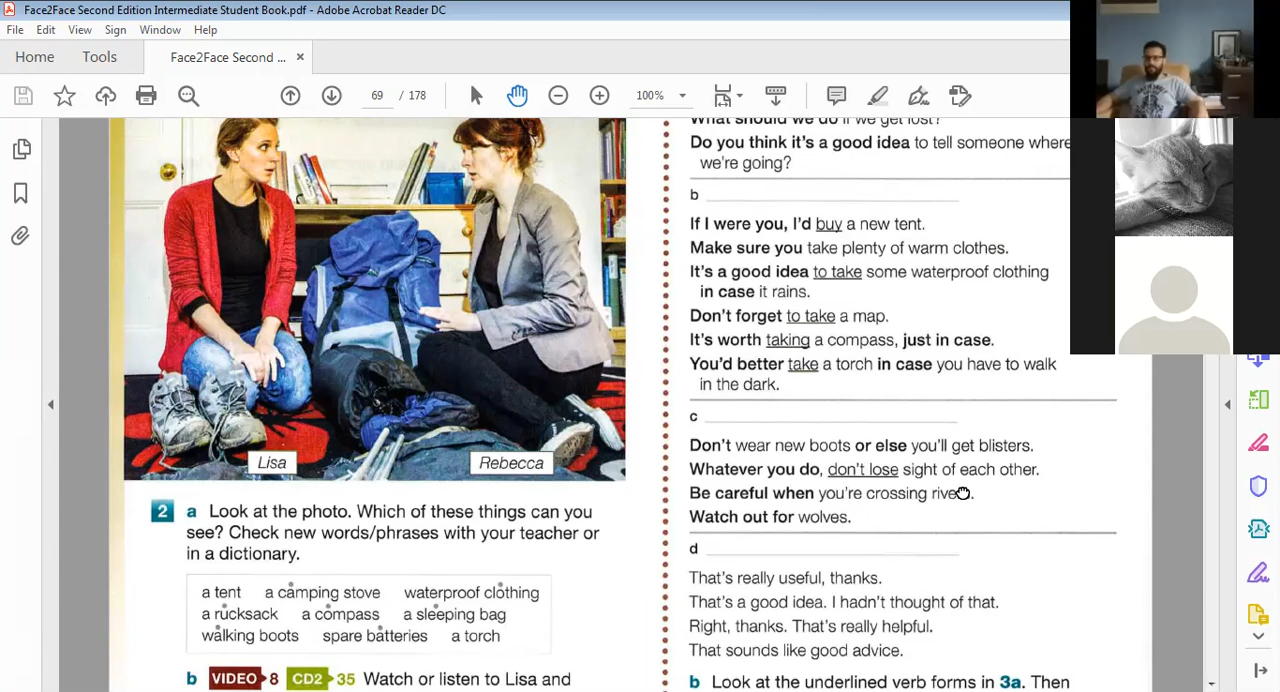 Face2Face Second Edition Intermediate Student Book.pdf - Adobe Acrobat Reader DC
File Edit View Sign Window Help
Home Tools Face2Face Second ... ×
69 / 178 100%
Lisa
Rebecca
2 a Look at the photo. Which of these things can you
see? Check new words/phrases with your teacher or
in a dictionary.
a tent a camping stove waterproof clothing
a rucksack a compass a sleeping bag
walking boots spare batteries a torch
b VIDEO 8 CD2 35 Watch or listen to Lisa and
What should we do if we get lost?
Do you think it's a good idea to tell someone where
we're going?
b
If I were you, I'd buy a new tent.
Make sure you take plenty of warm clothes.
It's a good idea to take some waterproof clothing
in case it rains.
Don't forget to take a map.
It's worth taking a compass, just in case.
You'd better take a torch in case you have to walk
in the dark.
c
Don't wear new boots or else you'll get blisters.
Whatever you do, don't lose sight of each other.
Be careful when you're crossing rive
Watch out for wolves.
d
That's really useful, thanks.
That's a good idea. I hadn't thought of that.
Right, thanks. That's really helpful.
That sounds like good advice.
b Look at the underlined verb forms in 3a. Then